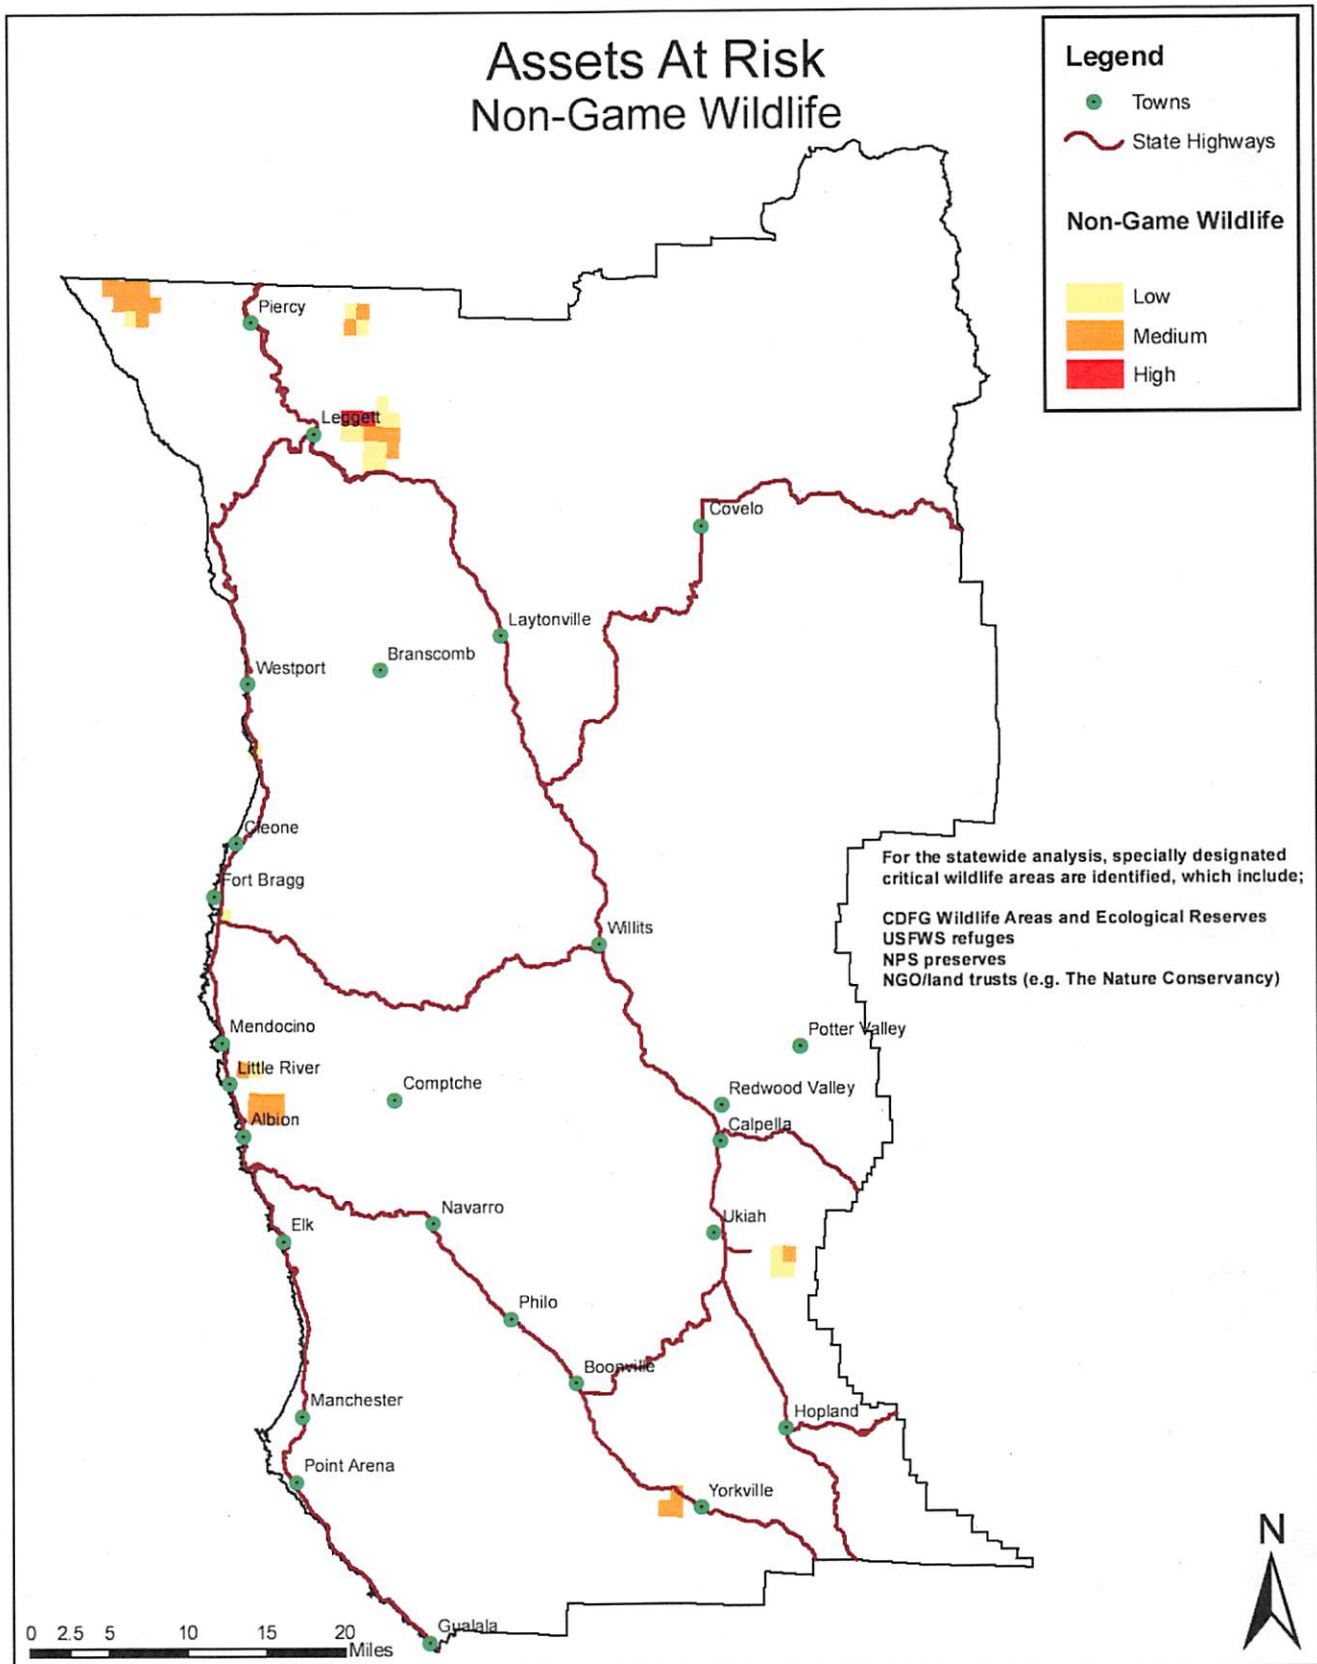 Assets At Risk
Non-Game Wildlife
Legend
Towns
State Highways
Non-Game Wildlife
Low
Medium
High
Piercy
Leggett
Covelo
Laytonville
Branscomb
Westport
Cleone
Fort Bragg
Willits
For the statewide analysis, specially designated
critical wildlife areas are identified, which include;
CDFG Wildlife Areas and Ecological Reserves
USFWS refuges
NPS preserves
NGO/land trusts (e.g. The Nature Conservancy)
Mendocino
Potter Valley
Little River
Comptche
Redwood Valley
Albion
Calpella
Navarro
Ukiah
Elk
Philo
Boonville
Manchester
Hopland
Point Arena
Yorkville
N
Gualala
0 2.5 5 10 15 20
Miles